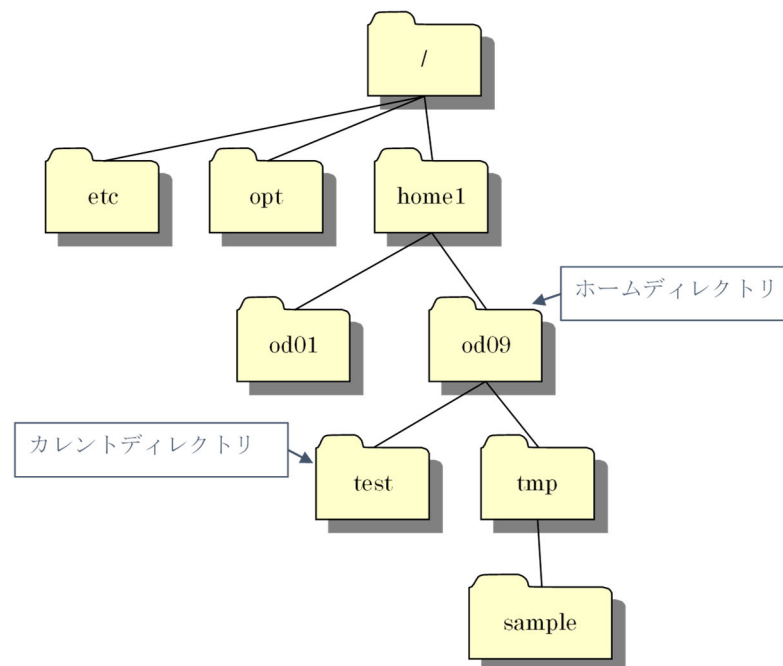 /
etc
opt
home1
ホームディレクトリ
od01
od09
カレントディレクトリ
test
tmp
sample